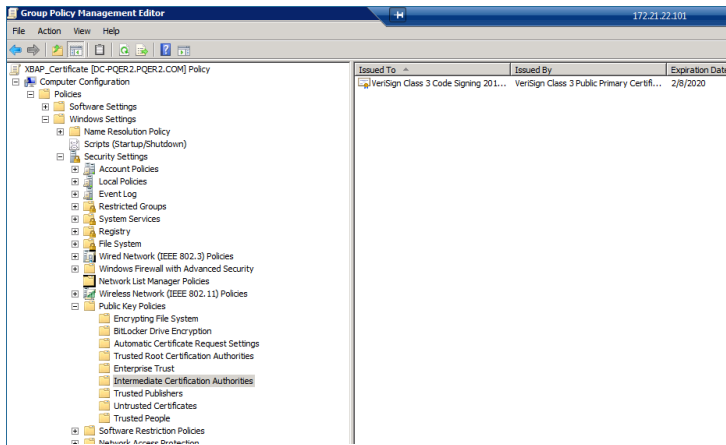 Group Policy Management Editor
172.21.22.101
File Action View Help
XBAP_Certificate [DC-PQER2.PQER2.COM] Policy
Computer Configuration
Policies
Software Settings
Windows Settings
Name Resolution Policy
Scripts (Startup/Shutdown)
Security Settings
Account Policies
Local Policies
Event Log
Restricted Groups
System Services
Registry
File System
Wired Network (IEEE 802.3) Policies
Windows Firewall with Advanced Security
Network List Manager Policies
Wireless Network (IEEE 802.11) Policies
Public Key Policies
Encrypting File System
BitLocker Drive Encryption
Automatic Certificate Request Settings
Trusted Root Certification Authorities
Enterprise Trust
Intermediate Certification Authorities
Trusted Publishers
Untrusted Certificates
Trusted People
Software Restriction Policies
Network Access Protection
Issued To Issued By Expiration Date
VeriSign Class 3 Code Signing 201... VeriSign Class 3 Public Primary Certifi... 2/8/2020